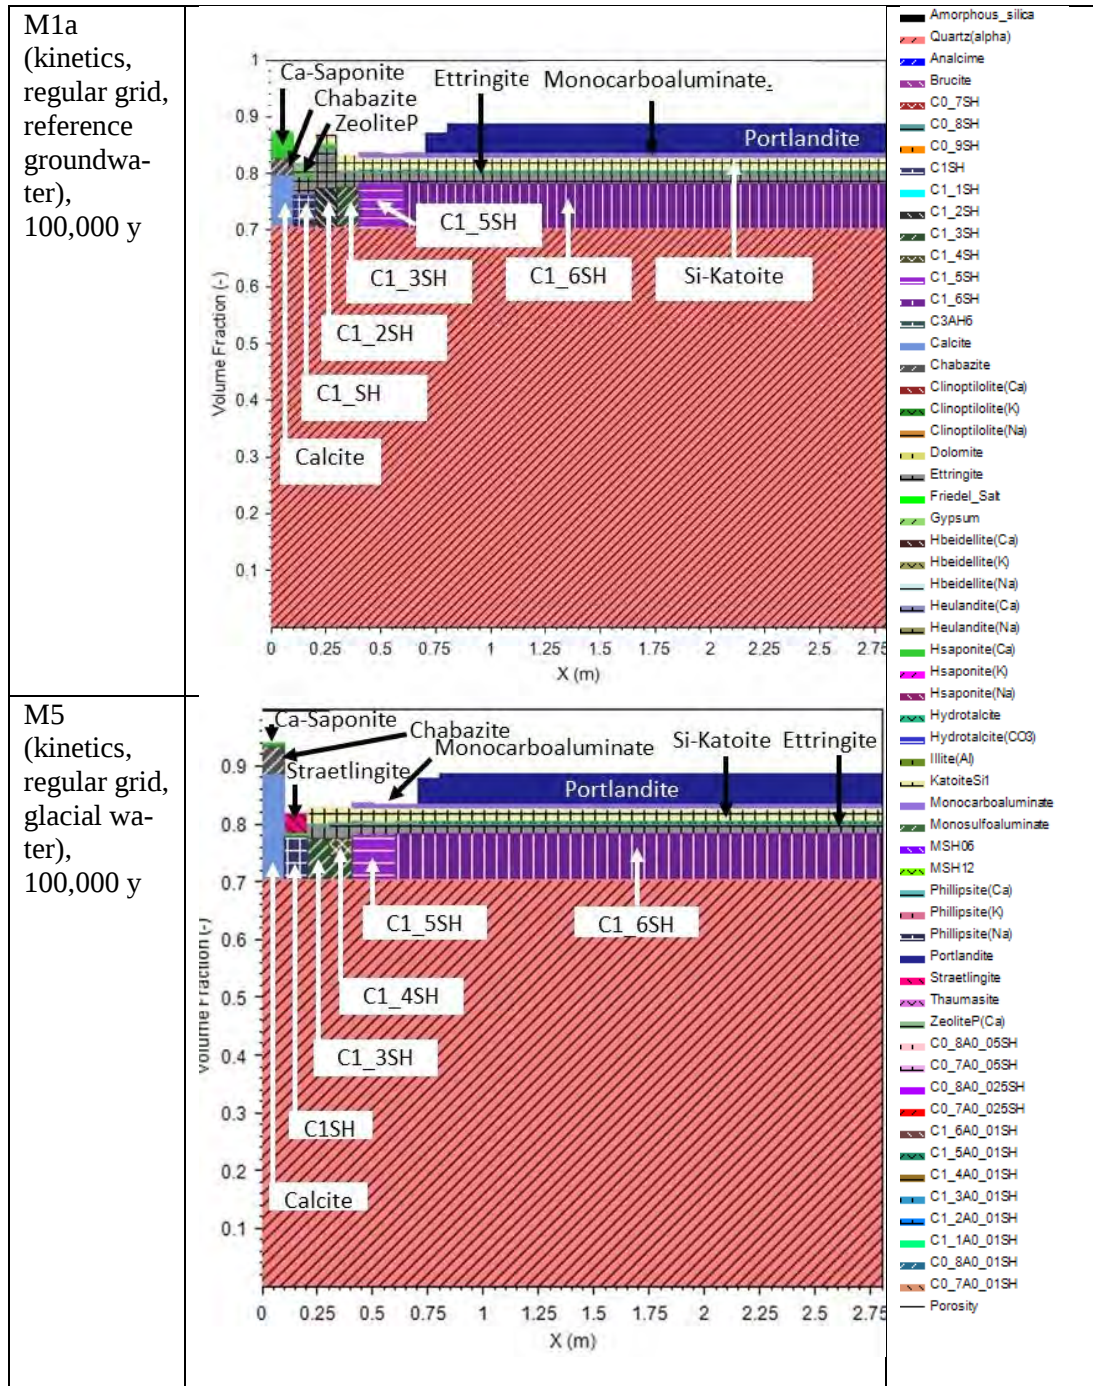 M1a
(kinetics,
regular grid,
reference
groundwa-
ter),
100,000 y
Ca-Saponite
Chabazite
ZeoliteP
Ettringite
Monocarboaluminate.
Portlandite
C1_5SH
C1_3SH
C1_6SH
Si-Katoite
C1_2SH
C1_SH
Calcite
Volume Fraction (-)
1
0.9
0.8
0.7
0.6
0.5
0.4
0.3
0.2
0.1
0 0.25 0.5 0.75 1 1.25 1.5 1.75 2 2.25 2.5 2.75
X (m)
M5
(kinetics,
regular grid,
glacial wa-
ter),
100,000 y
Ca-Saponite
Chabazite
Monocarboaluminate
Si-Katoite Ettringite
Straetlingite
Portlandite
C1_5SH
C1_6SH
C1_4SH
C1_3SH
C1SH
Calcite
Volume Fraction (-)
0.9
0.8
0.7
0.6
0.5
0.4
0.3
0.2
0.1
0 0.25 0.5 0.75 1 1.25 1.5 1.75 2 2.25 2.5 2.75
X (m)
Amorphous_silica
Quartz(alpha)
Analcime
Brucite
C0_7SH
C0_8SH
C0_9SH
C1SH
C1_1SH
C1_2SH
C1_3SH
C1_4SH
C1_5SH
C1_6SH
C3AH6
Calcite
Chabazite
Clinoptilolite(Ca)
Clinoptilolite(K)
Clinoptilolite(Na)
Dolomite
Ettringite
Friedel_Salt
Gypsum
Hbeidellite(Ca)
Hbeidellite(K)
Hbeidellite(Na)
Heulandite(Ca)
Heulandite(Na)
Hsaponite(Ca)
Hsaponite(K)
Hsaponite(Na)
Hydrotalcite
Hydrotalcite(CO3)
Illite(Al)
KatoiteSi1
Monocarboaluminate
Monosulfoaluminate
MSH06
MSH12
Phillipsite(Ca)
Phillipsite(K)
Phillipsite(Na)
Portlandite
Straetlingite
Thaumasite
ZeoliteP(Ca)
C0_8A0_05SH
C0_7A0_05SH
C0_8A0_025SH
C0_7A0_025SH
C1_6A0_01SH
C1_5A0_01SH
C1_4A0_01SH
C1_3A0_01SH
C1_2A0_01SH
C1_1A0_01SH
C0_8A0_01SH
C0_7A0_01SH
Porosity